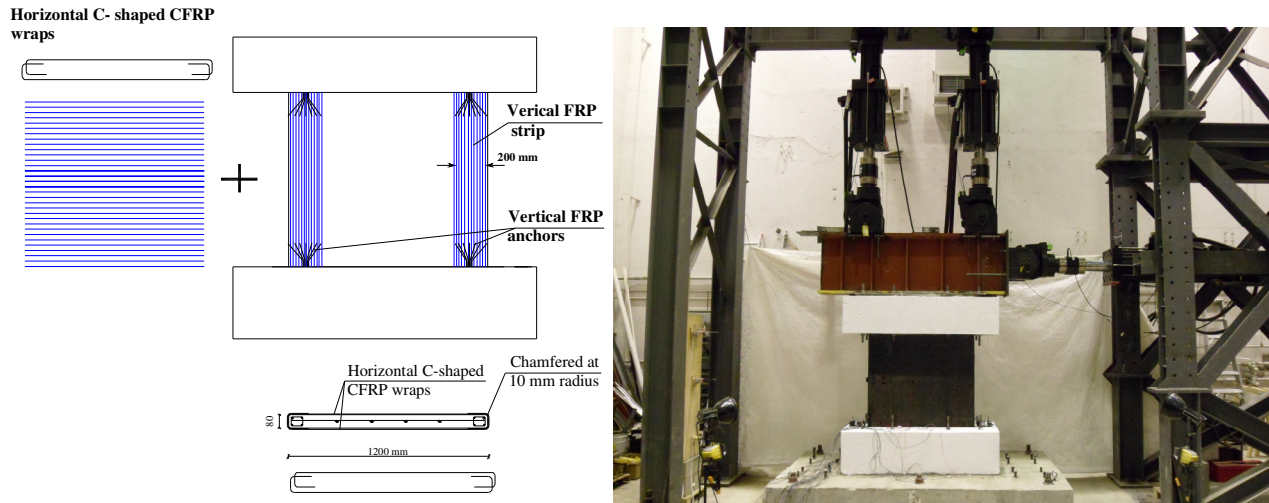 Horizontal C- shaped CFRP
wraps
Verical FRP
strip
200 mm
Vertical FRP
anchors
Horizontal C-shaped
CFRP wraps
Chamfered at
10 mm radius
80
1200 mm